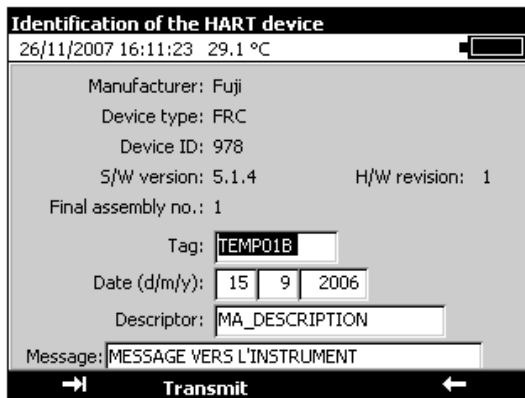 Identification of the HART device
26/11/2007 16:11:23 29.1 °C
Manufacturer: Fuji
Device type: FRC
Device ID: 978
S/W version: 5.1.4 H/W revision: 1
Final assembly no.: 1
Tag: TEMP01B
Date (d/m/y): 15 9 2006
Descriptor: MA_DESCRIPTION
Message: MESSAGE VERS L'INSTRUMENT
Transmit